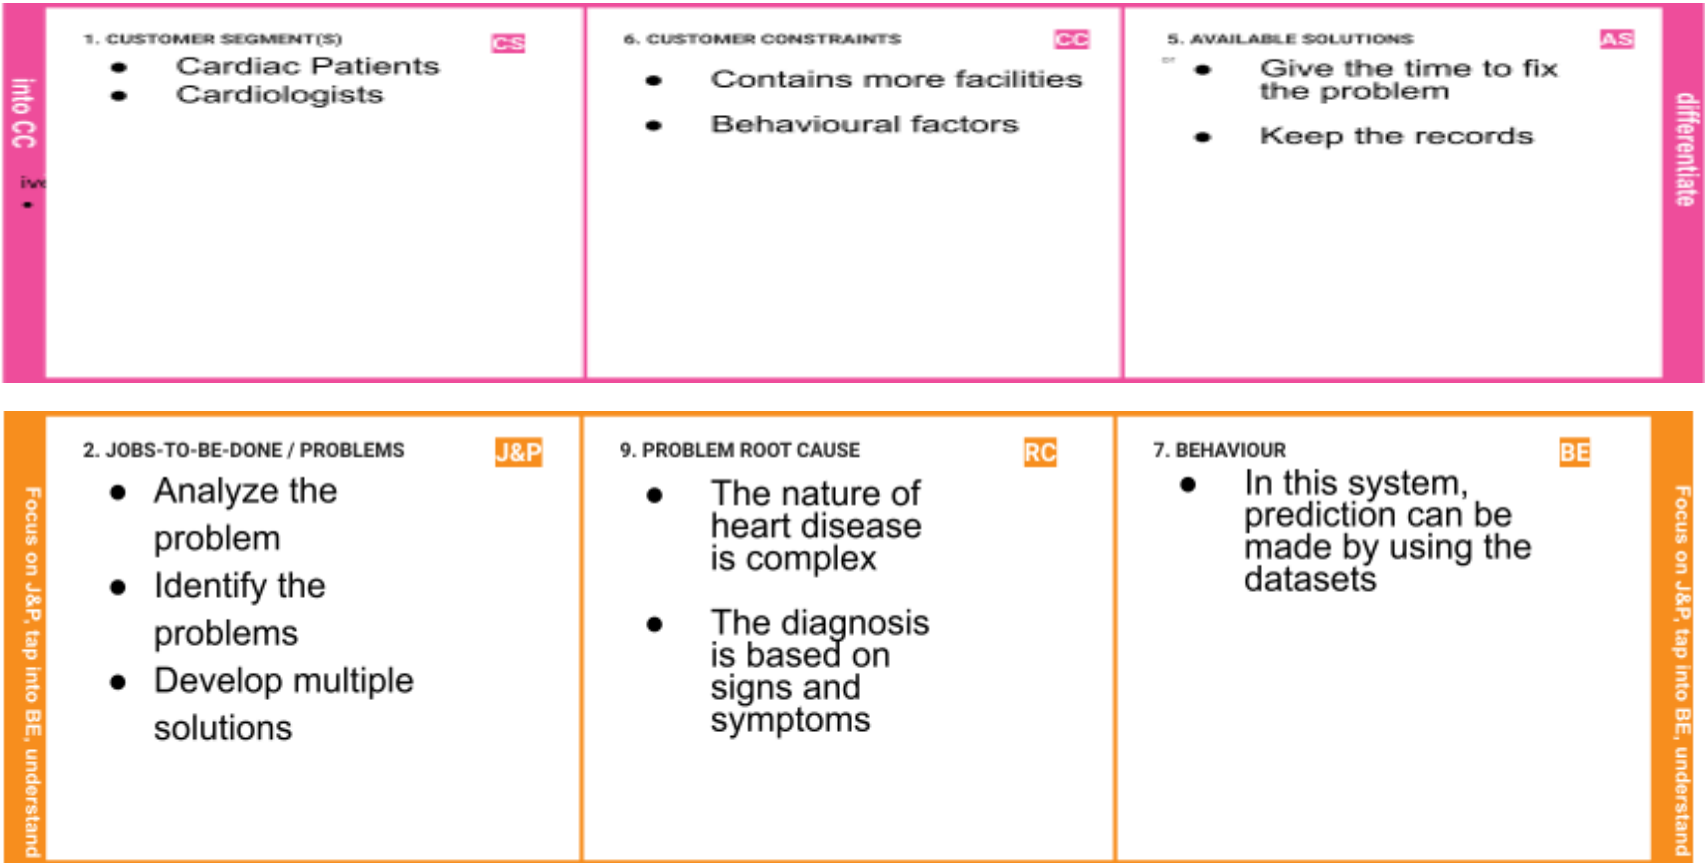 into CC
ive
1. CUSTOMER SEGMENT(S)
CS
● Cardiac Patients
● Cardiologists
6. CUSTOMER CONSTRAINTS
CC
● Contains more facilities
● Behavioural factors
5. AVAILABLE SOLUTIONS
AS
● Give the time to fix
the problem
● Keep the records
differentiate
Focus on J&P, tap into BE, understand
2. JOBS-TO-BE-DONE / PROBLEMS
J&P
● Analyze the
problem
● Identify the
problems
● Develop multiple
solutions
9. PROBLEM ROOT CAUSE
RC
● The nature of
heart disease
is complex
● The diagnosis
is based on
signs and
symptoms
7. BEHAVIOUR
BE
● In this system,
prediction can be
made by using the
datasets
Focus on J&P, tap into BE, understand